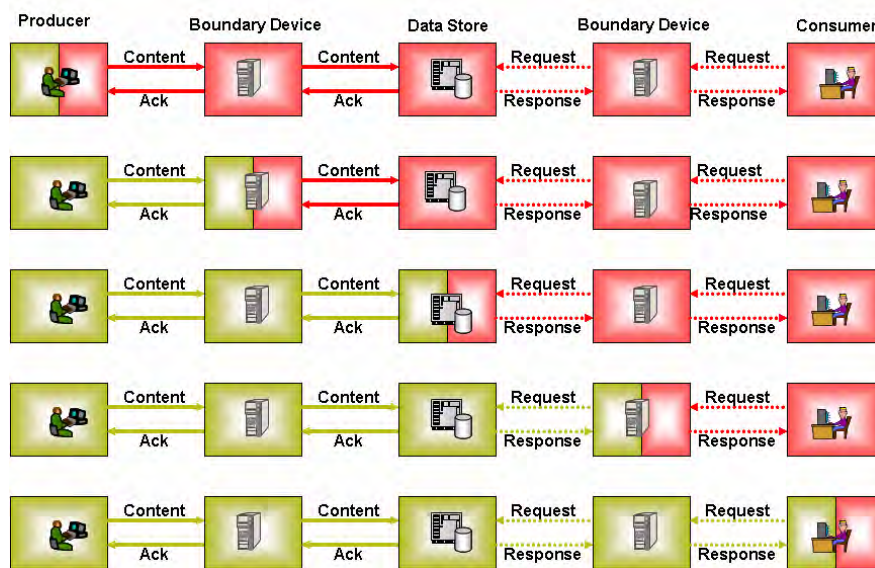 Producer Boundary Device Data Store Boundary Device Consumer
Content Content Request Request
Ack Ack Response Response
Content Content Request Request
Ack Ack Response Response
Content Content Request Request
Ack Ack Response Response
Content Content Request Request
Ack Ack Response Response
Content Content Request Request
Ack Ack Response Response